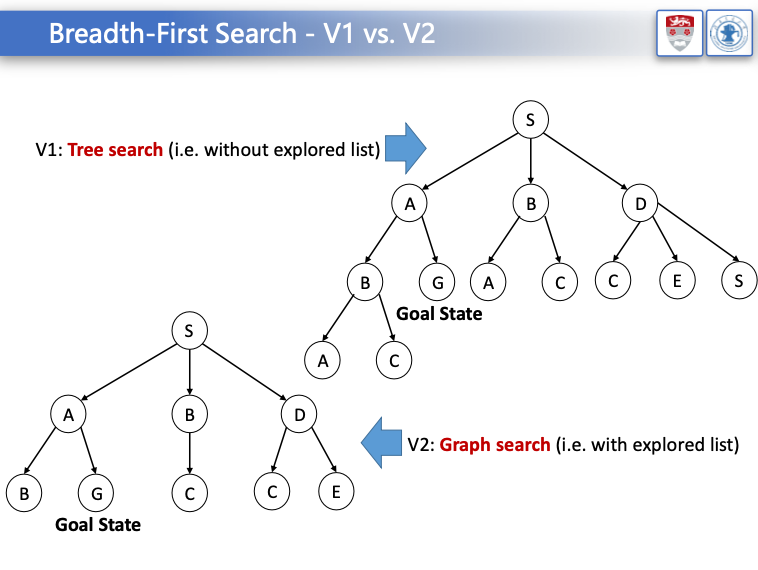 Breadth-First Search - V1 vs. V2
S
V1: Tree search (i.e. without explored list)
A B D
B G A C C E S
Goal State
A C
S
A B D
V2: Graph search (i.e. with explored list)
B G C C E
Goal State